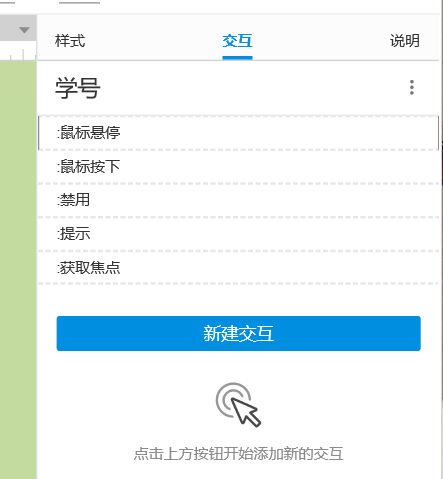 样式 交互 说明
学号
:鼠标悬停
:鼠标按下
:禁用
:提示
:获取焦点
新建交互
点击上方按钮开始添加新的交互